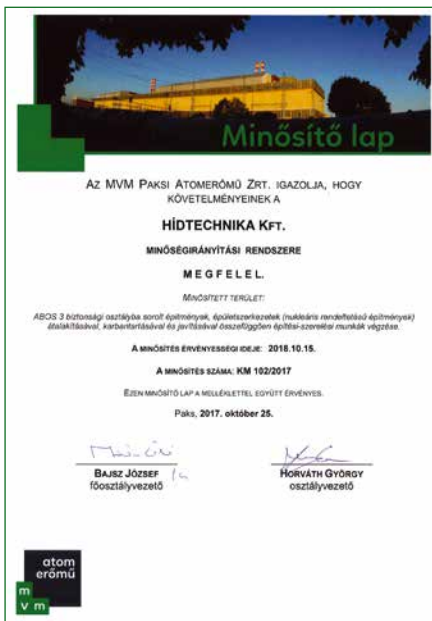 Minősítő lap
AZ MVM PAKSI ATOMERŐMŰ ZRT. IGAZOLJA, HOGY
KÖVETELMÉNYEINEK A
HÍDTECHNIKA KFT.
MINŐSÉGIRÁNYÍTÁSI RENDSZERE
MEGFELEL.
MINŐSÍTETT TERÜLET:
ABOS 3 biztonsági osztályba sorolt építmények, épületszerkezetek (nukleáris rendeltetésű építmények)
átalakításával, karbantartásával és javításával összefüggően építési-szerelési munkák végzése.
A MINŐSÍTÉS ÉRVÉNYESSÉGI IDEJE: 2018.10.15.
A MINŐSÍTÉS SZÁMA: KM 102/2017
EZEN MINŐSÍTŐ LAP A MELLÉKLETTEL EGYÜTT ÉRVÉNYES.
Paks, 2017. október 25.
BAJSZ JÓZSEF
főosztályvezető
HORVÁTH GYÖRGY
osztályvezető
atom
erőmű
m
v m